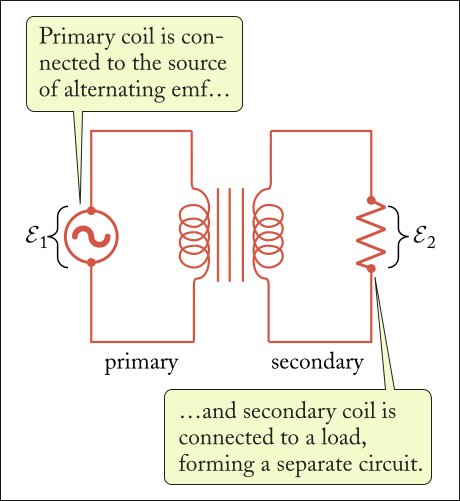 Primary coil is con-
nected to the source
of alternating emf…
ℰ1
ℰ2
primary
secondary
…and secondary coil is
connected to a load,
forming a separate circuit.